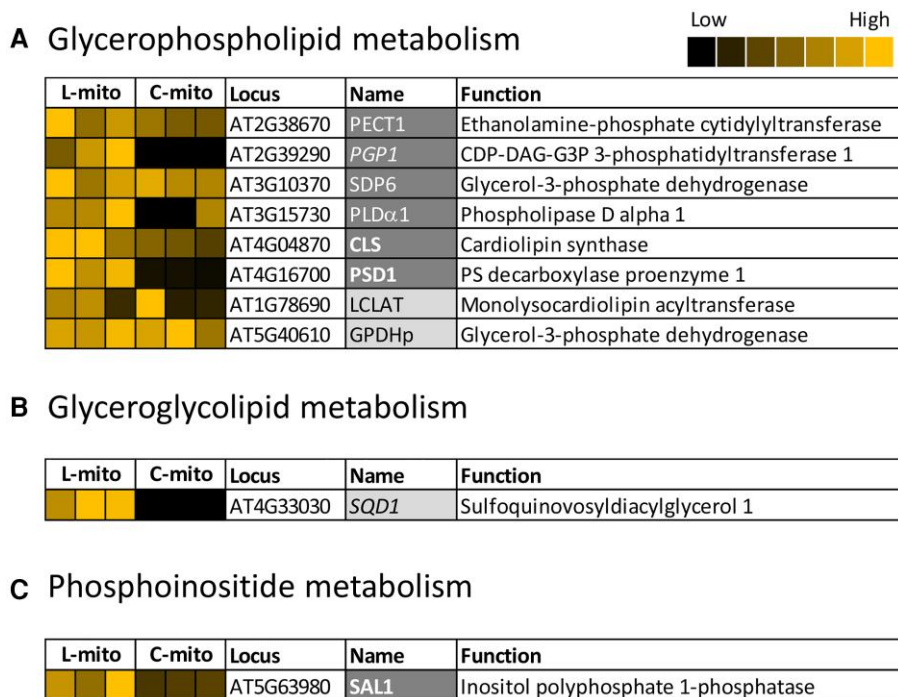 Low High
A Glycerophospholipid metabolism
L-mito C-mito Locus Name Function
AT2G38670 PECT1 Ethanolamine-phosphate cytidylyltransferase
AT2G39290 PGP1 CDP-DAG-G3P 3-phosphatidyltransferase 1
AT3G10370 SDP6 Glycerol-3-phosphate dehydrogenase
AT3G15730 PLDα1 Phospholipase D alpha 1
AT4G04870 CLS Cardiolipin synthase
AT4G16700 PSD1 PS decarboxylase proenzyme 1
AT1G78690 LCLAT Monolysocardiolipin acyltransferase
AT5G40610 GPDHp Glycerol-3-phosphate dehydrogenase
B Glyceroglycolipid metabolism
L-mito C-mito Locus Name Function
AT4G33030 SQD1 Sulfoquinovosyldiacylglycerol 1
C Phosphoinositide metabolism
L-mito C-mito Locus Name Function
AT5G63980 SAL1 Inositol polyphosphate 1-phosphatase